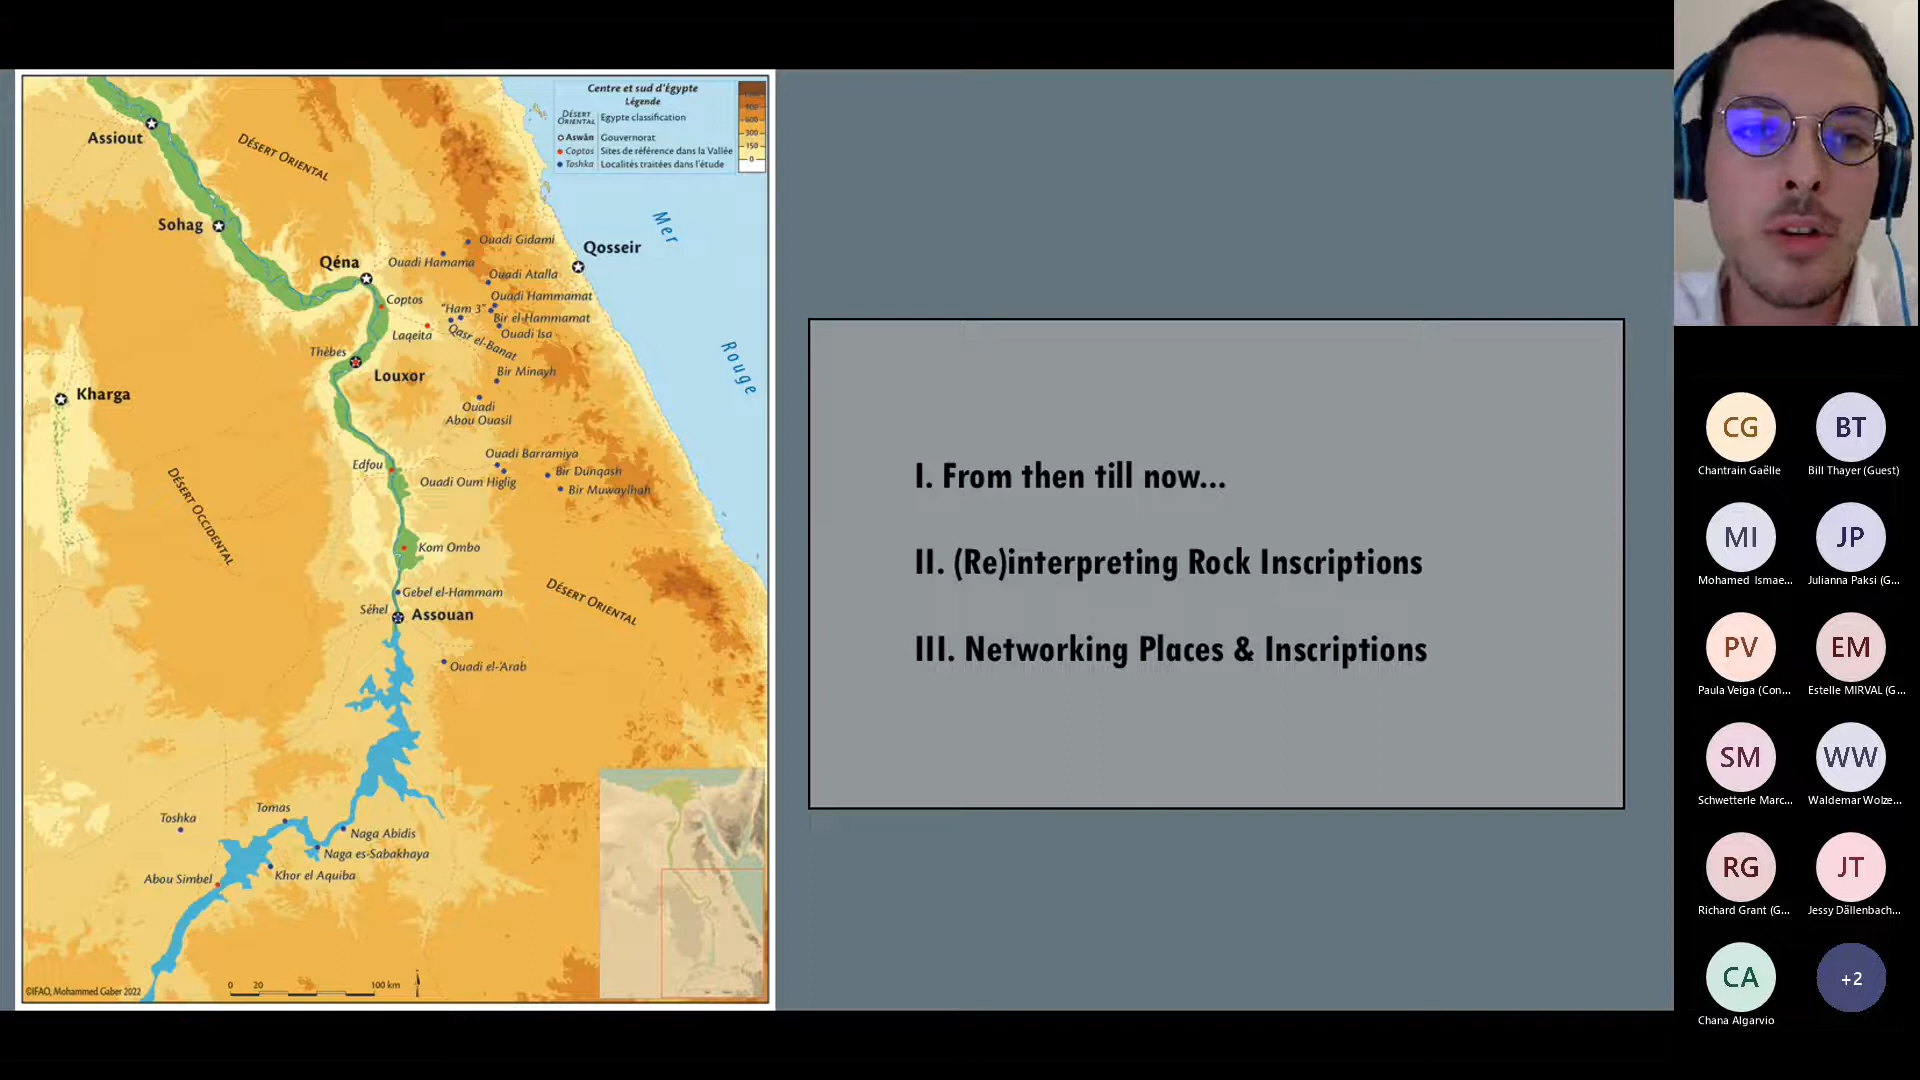 Centre et sud d'Égypte
Légende
DÉSERT ORIENTAL Egypte classification
Aswân Gouvernorat
Coptos Sites de référence dans la Vallée
Toshka Localités traitées dans l'étude
900
600
300
150
0
Assiout
DÉSERT ORIENTAL
Sohag
Qéna
Ouadi Gidami
Ouadi Hamama
Qosseir
Mer
Rouge
Ouadi Atalla
Coptos
Ouadi Hammamat
"Ham 3"
Bir el-Hammamat
Laqeita
Qasr el-Banat
Ouadi Isa
Thèbes
Louxor
Bir Minayh
Kharga
Ouadi
Abou Ouasil
Edfou
Ouadi Barramiya
Bir Dunqash
Ouadi Oum Higlig
Bir Muwaylhah
DÉSERT OCCIDENTAL
Kom Ombo
Gebel el-Hammam
DÉSERT ORIENTAL
Séhel
Assouan
Ouadi el-'Arab
Toshka
Tomas
Naga Abidis
Naga es-Sabakhaya
Abou Simbel
Khor el Aquiba
0 20 100 km
©IFAO, Mohammed Gaber 2022
I. From then till now...
II. (Re)interpreting Rock Inscriptions
III. Networking Places & Inscriptions
CG
Chantrain Gaëlle
BT
Bill Thayer (Guest)
MI
Mohamed Ismae...
JP
Julianna Paksi (G...
PV
Paula Veiga (Con...
EM
Estelle MIRVAL (G...
SM
Schwetterle Marc...
WW
Waldemar Wolze...
RG
Richard Grant (G...
JT
Jessy Dällenbach...
CA
Chana Algarvio
+2